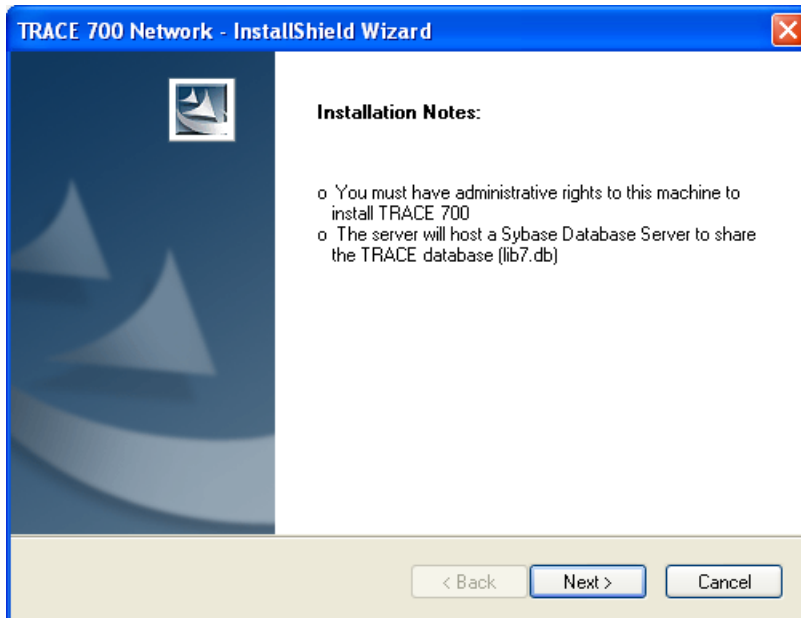 TRACE 700 Network - InstallShield Wizard
Installation Notes:
o You must have administrative rights to this machine to
install TRACE 700
o The server will host a Sybase Database Server to share
the TRACE database (lib7.db)
< Back
Next >
Cancel